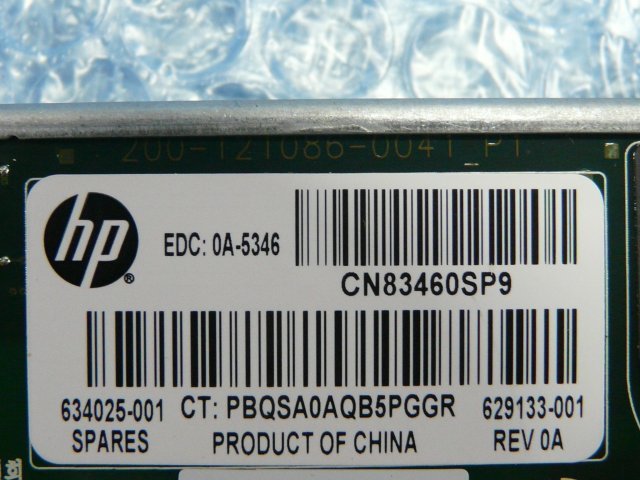 200-121086-0041 P1
hp
EDC: 0A-5346
CN83460SP9
634025-001 CT: PBQSA0AQB5PGGR 629133-001
SPARES PRODUCT OF CHINA REV 0A